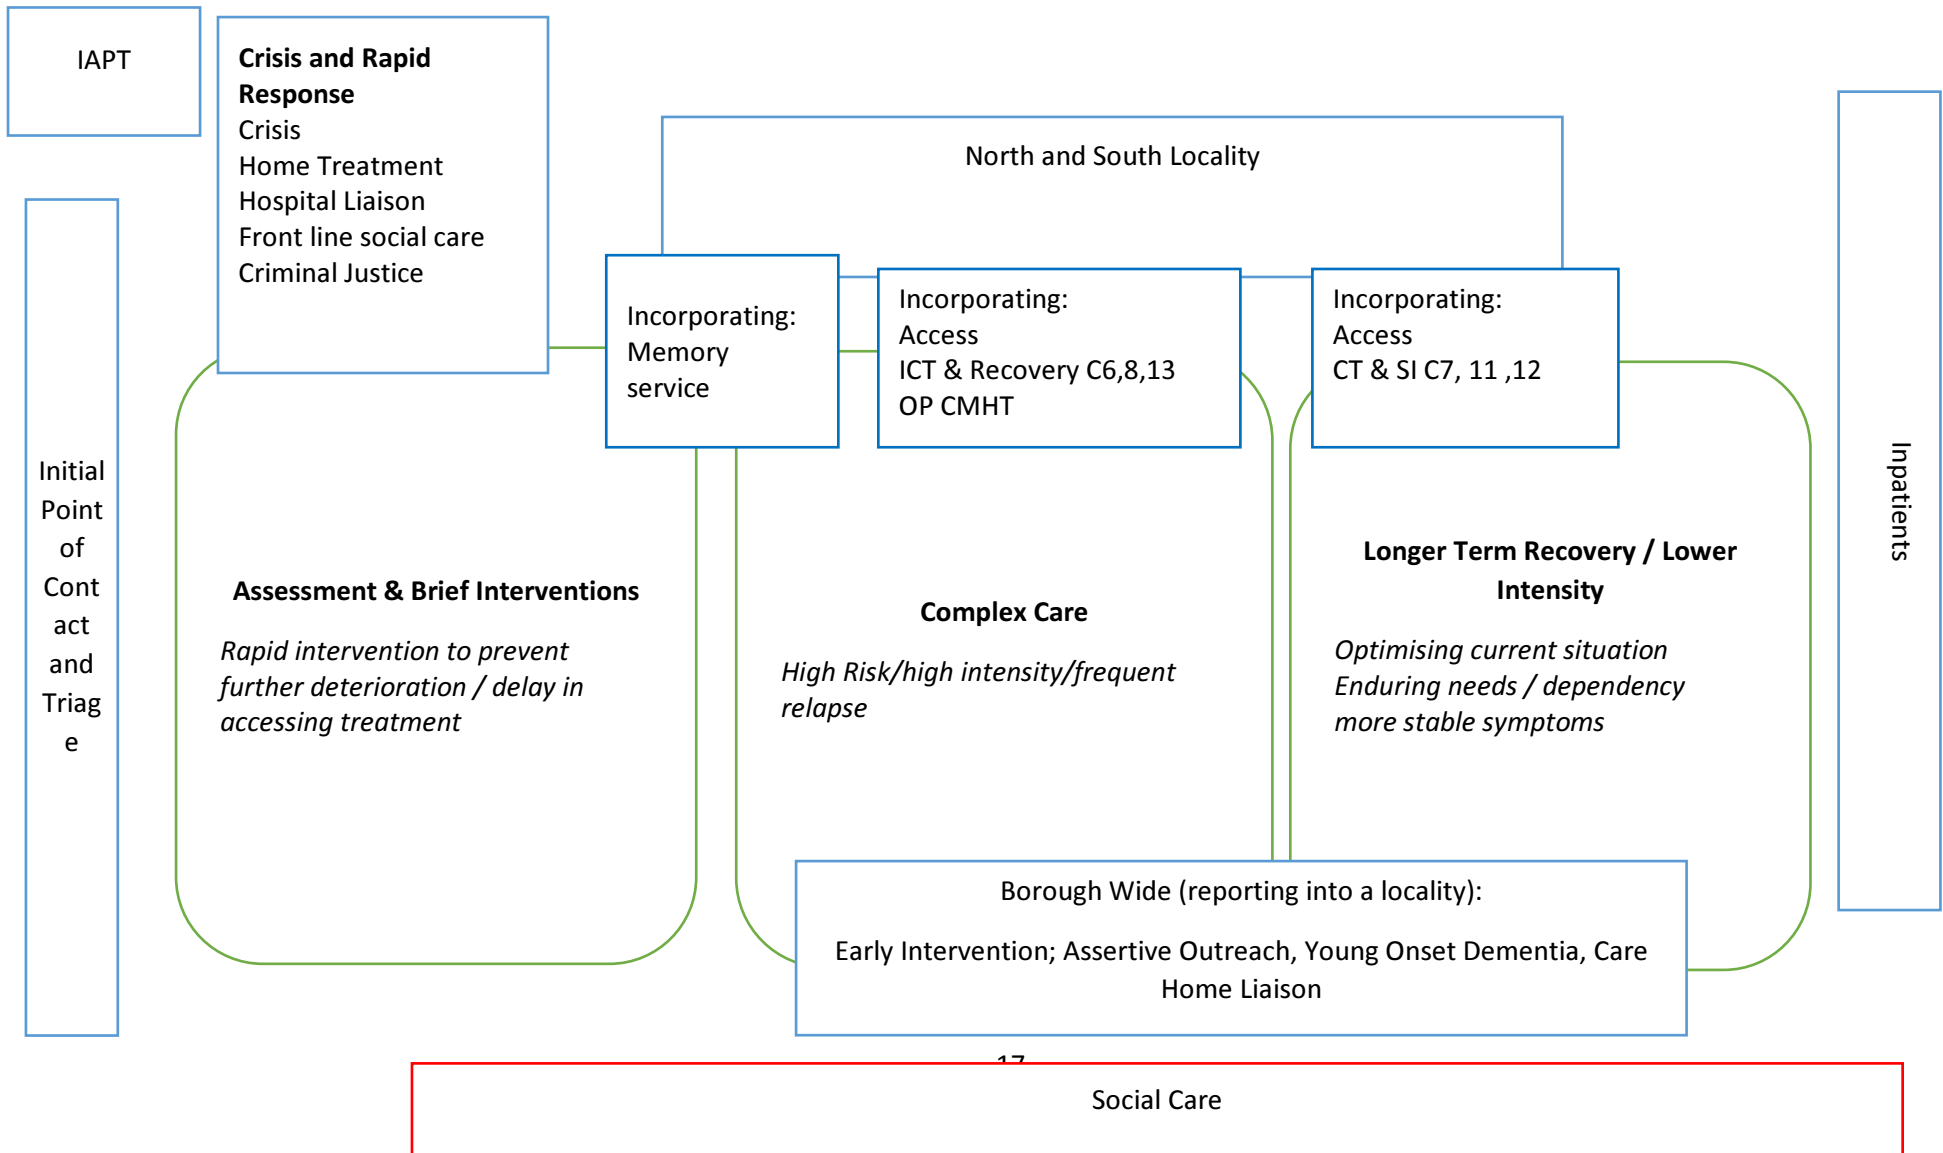 IAPT
Crisis and Rapid
Response
Crisis
Home Treatment
Hospital Liaison
Front line social care
Criminal Justice
North and South Locality
Incorporating:
Memory
service
Incorporating:
Access
ICT & Recovery C6,8,13
OP CMHT
Incorporating:
Access
CT & SI C7, 11 ,12
Initial
Point
of
Cont
act
and
Triag
e
Assessment & Brief Interventions
Rapid intervention to prevent
further deterioration / delay in
accessing treatment
Complex Care
High Risk/high intensity/frequent
relapse
Longer Term Recovery / Lower
Intensity
Optimising current situation
Enduring needs / dependency
more stable symptoms
Inpatients
Borough Wide (reporting into a locality):
Early Intervention; Assertive Outreach, Young Onset Dementia, Care
Home Liaison
17
Social Care